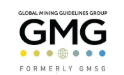 GLOBAL MINING GUIDELINES GROUP
GMG
FORMERLY GMSG